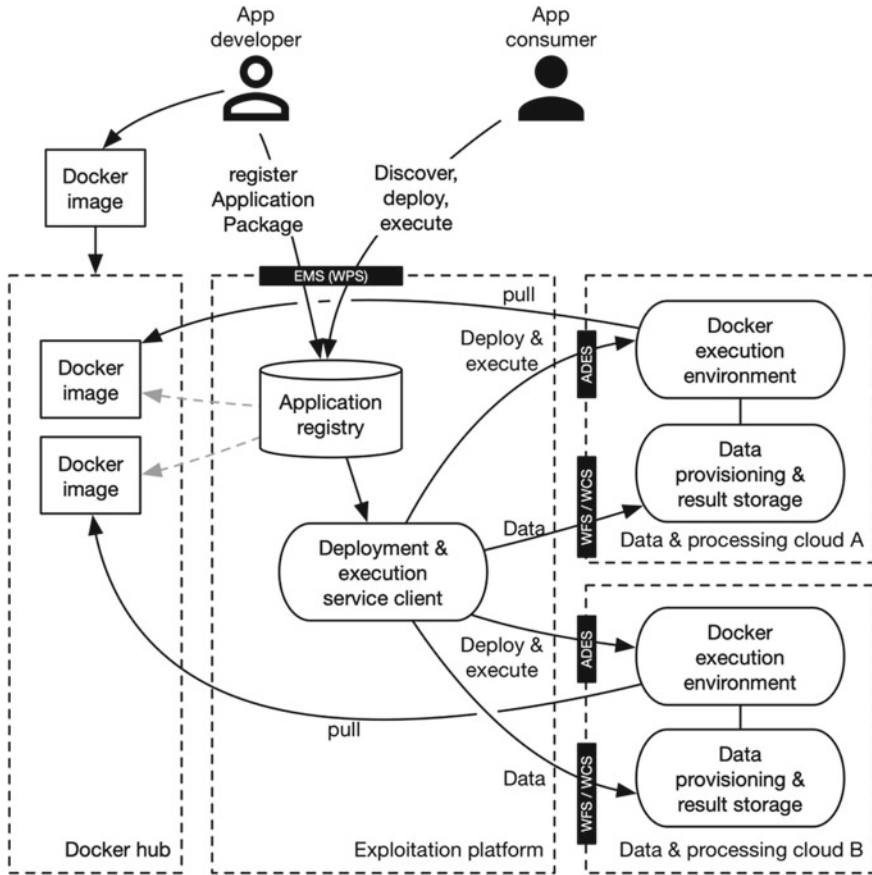 App
developer
App
consumer
Docker
image
register
Application
Package
Discover,
deploy,
execute
EMS (WPS)
pull
Docker
image
Docker
image
Application
registry
Deploy &
execute
ADES
Docker
execution
environment
Data
provisioning &
result storage
WFS / WCS
Data
Data & processing cloud A
Deployment &
execution
service client
Deploy &
execute
ADES
Docker
execution
environment
pull
Data
WFS / WCS
Data
provisioning &
result storage
Docker hub
Exploitation platform
Data & processing cloud B